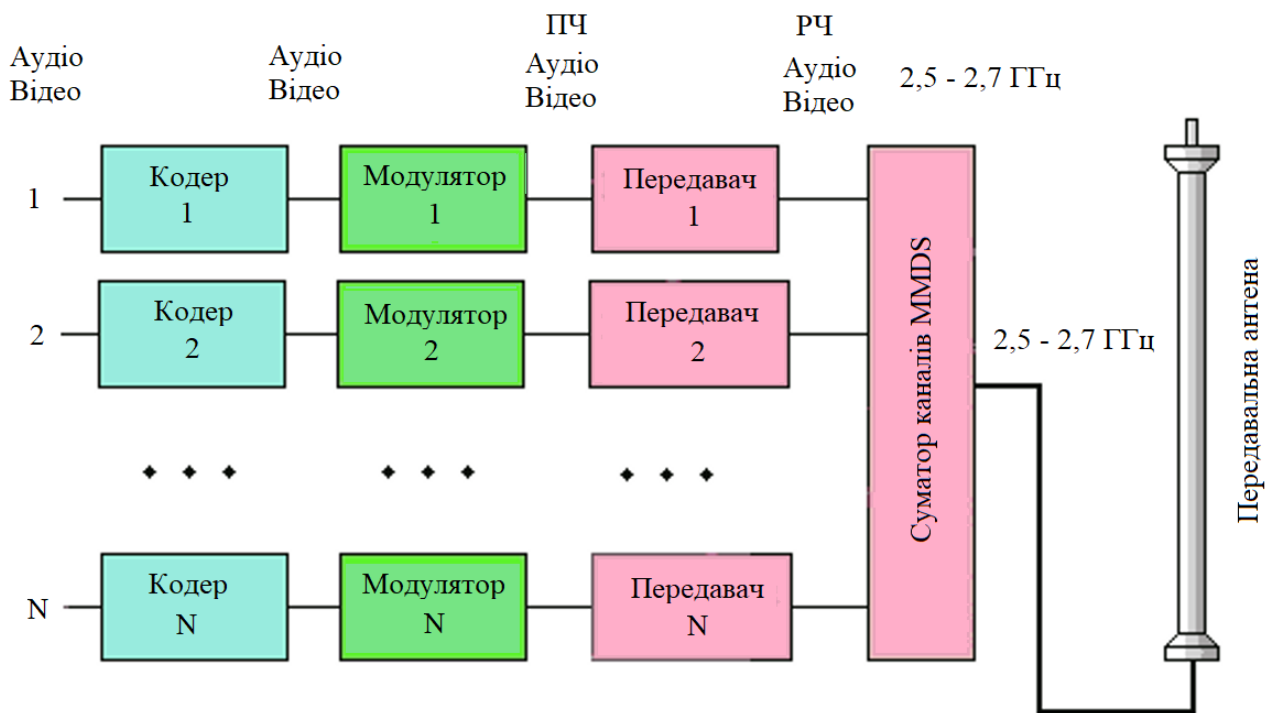 Аудіо
Відео
Аудіо
Відео
ПЧ
Аудіо
Відео
РЧ
Аудіо
Відео
2,5 - 2,7 ГГц
1
Кодер
1
Модулятор
1
Передавач
1
2
Кодер
2
Модулятор
2
Передавач
2
N
Кодер
N
Модулятор
N
Передавач
N
Суматор каналів MMDS
2,5 - 2,7 ГГц
Передавальна антена